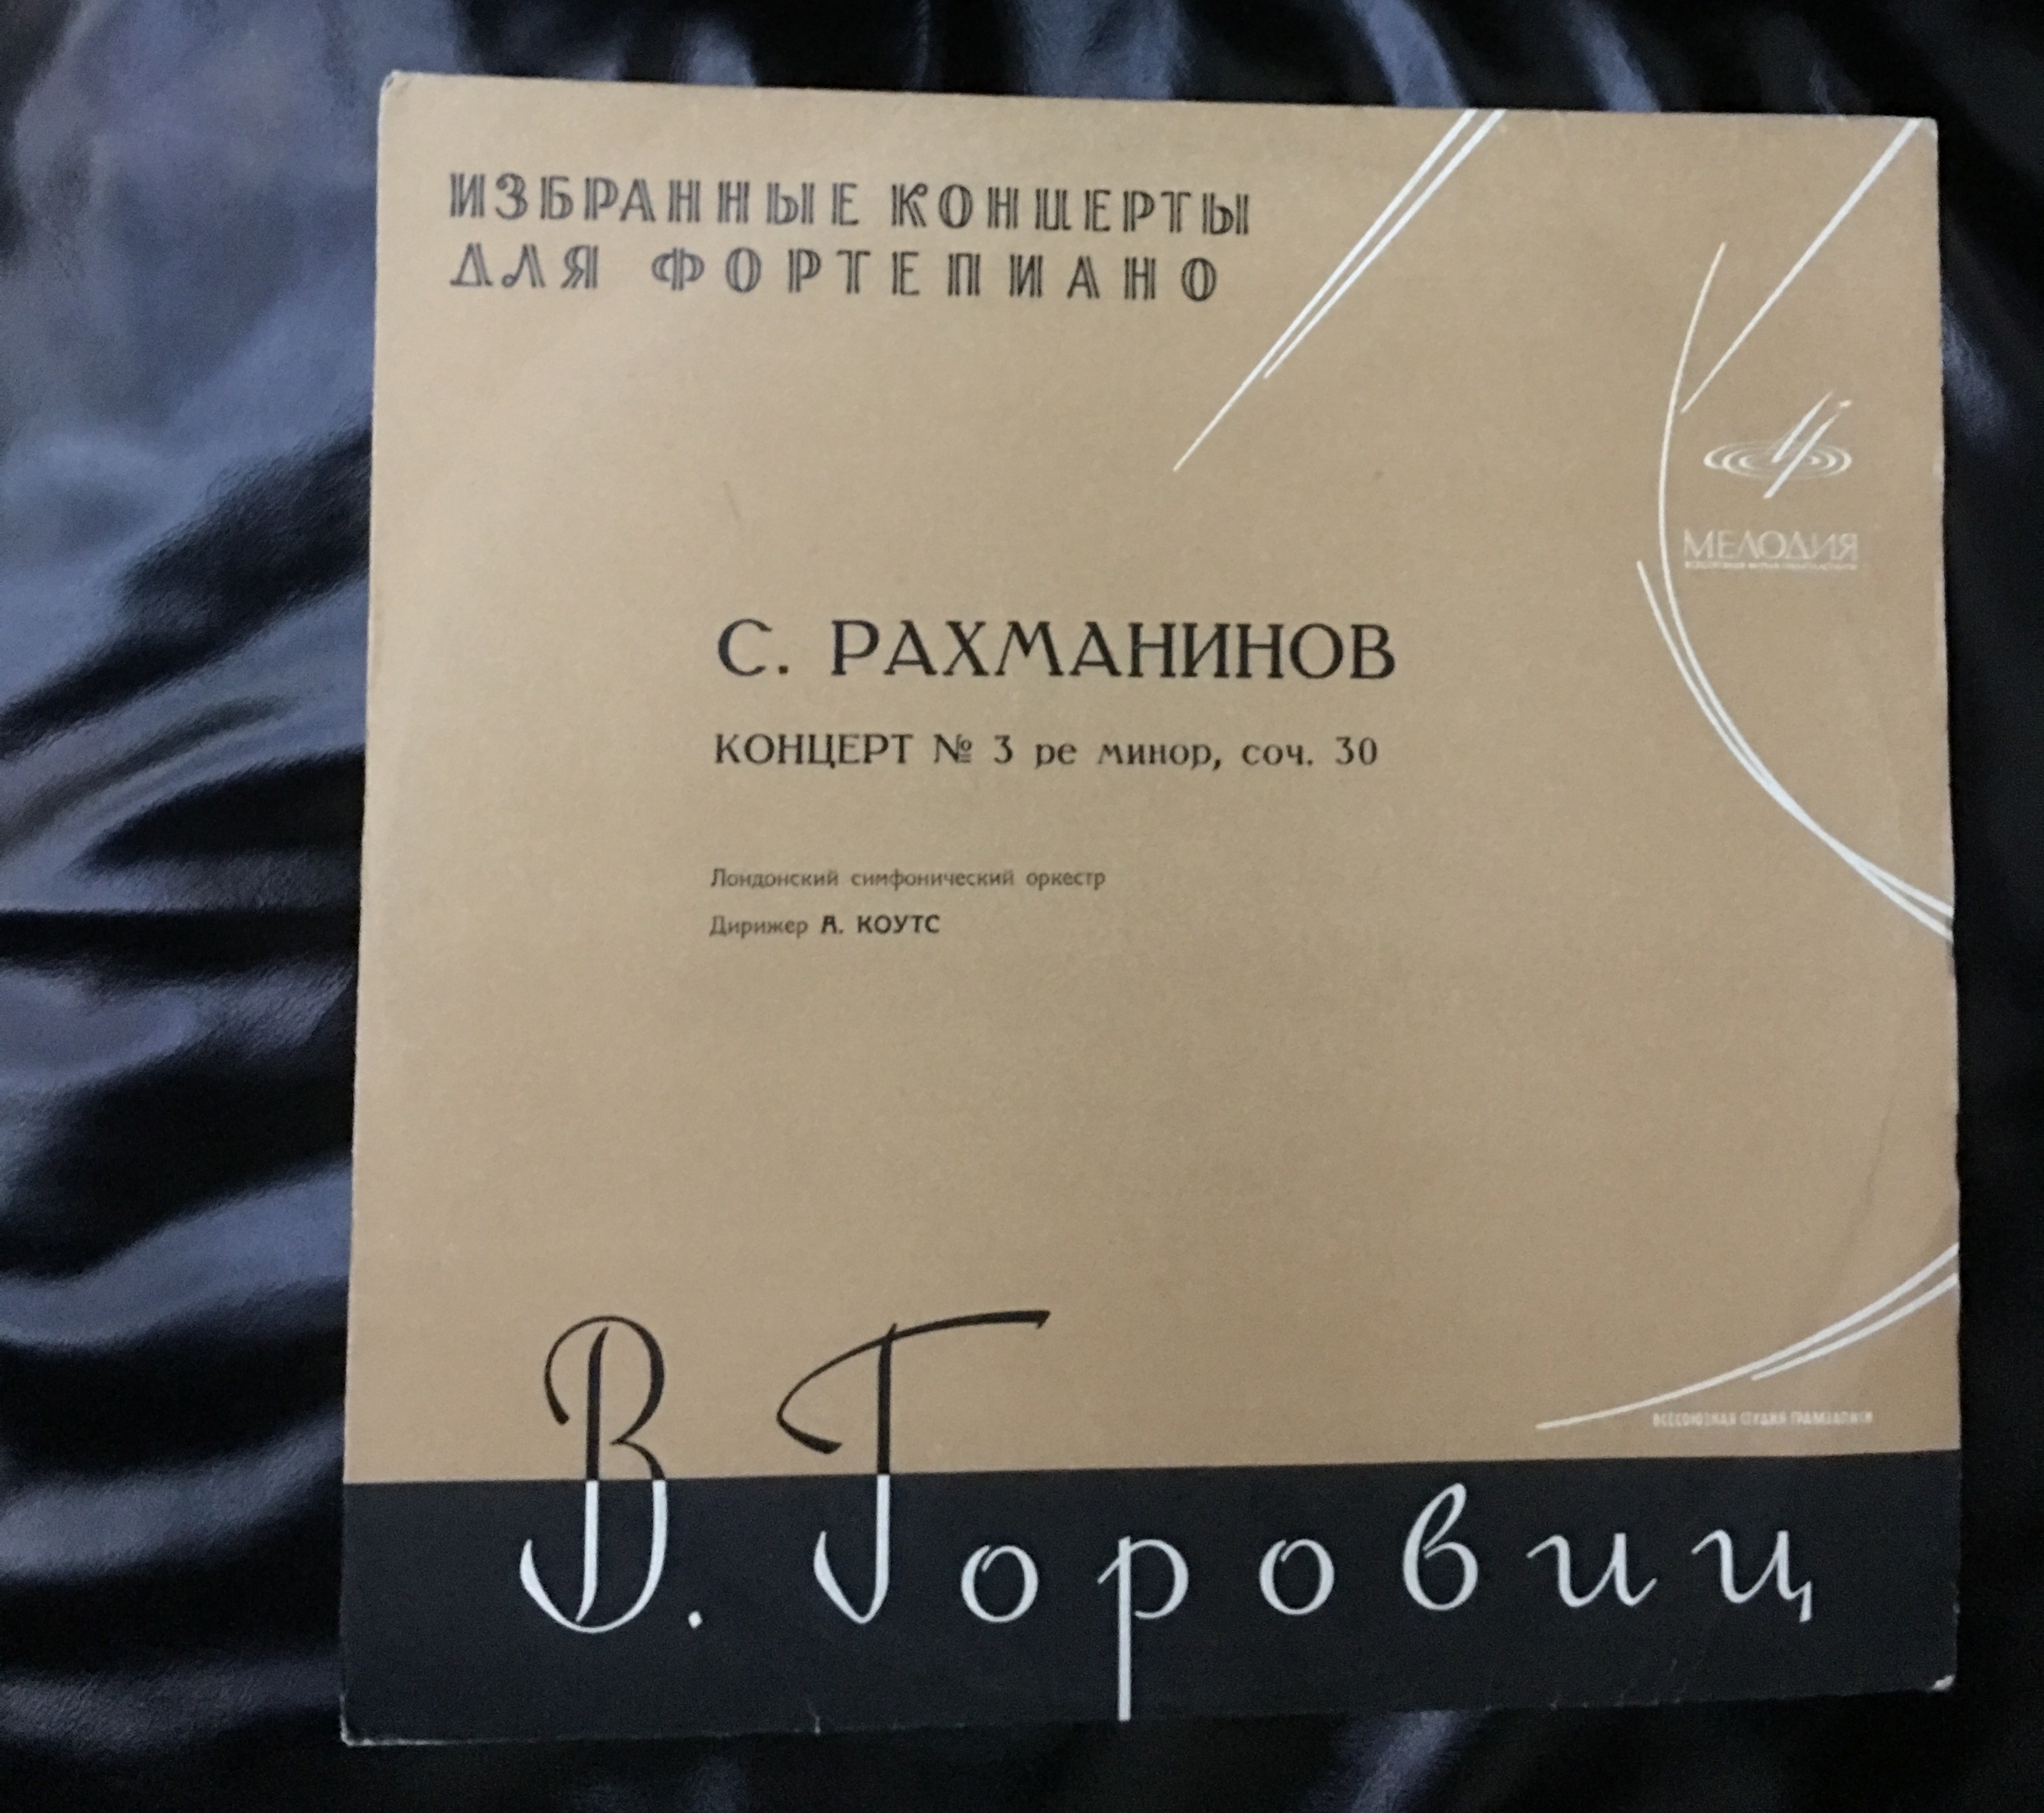 ИЗБРАННЫЕ КОНЦЕРТЫ
ДЛЯ ФОРТЕПИАНО
МЕЛОДИЯ
С. РАХМАНИНОВ
КОНЦЕРТ № 3 ре минор, соч. 30
Лондонский симфонический оркестр
Дирижер А. КОУТС
ВСЕСОЮЗНАЯ СТУДИЯ ГРАМЗАПИСИ
В. Горовиц